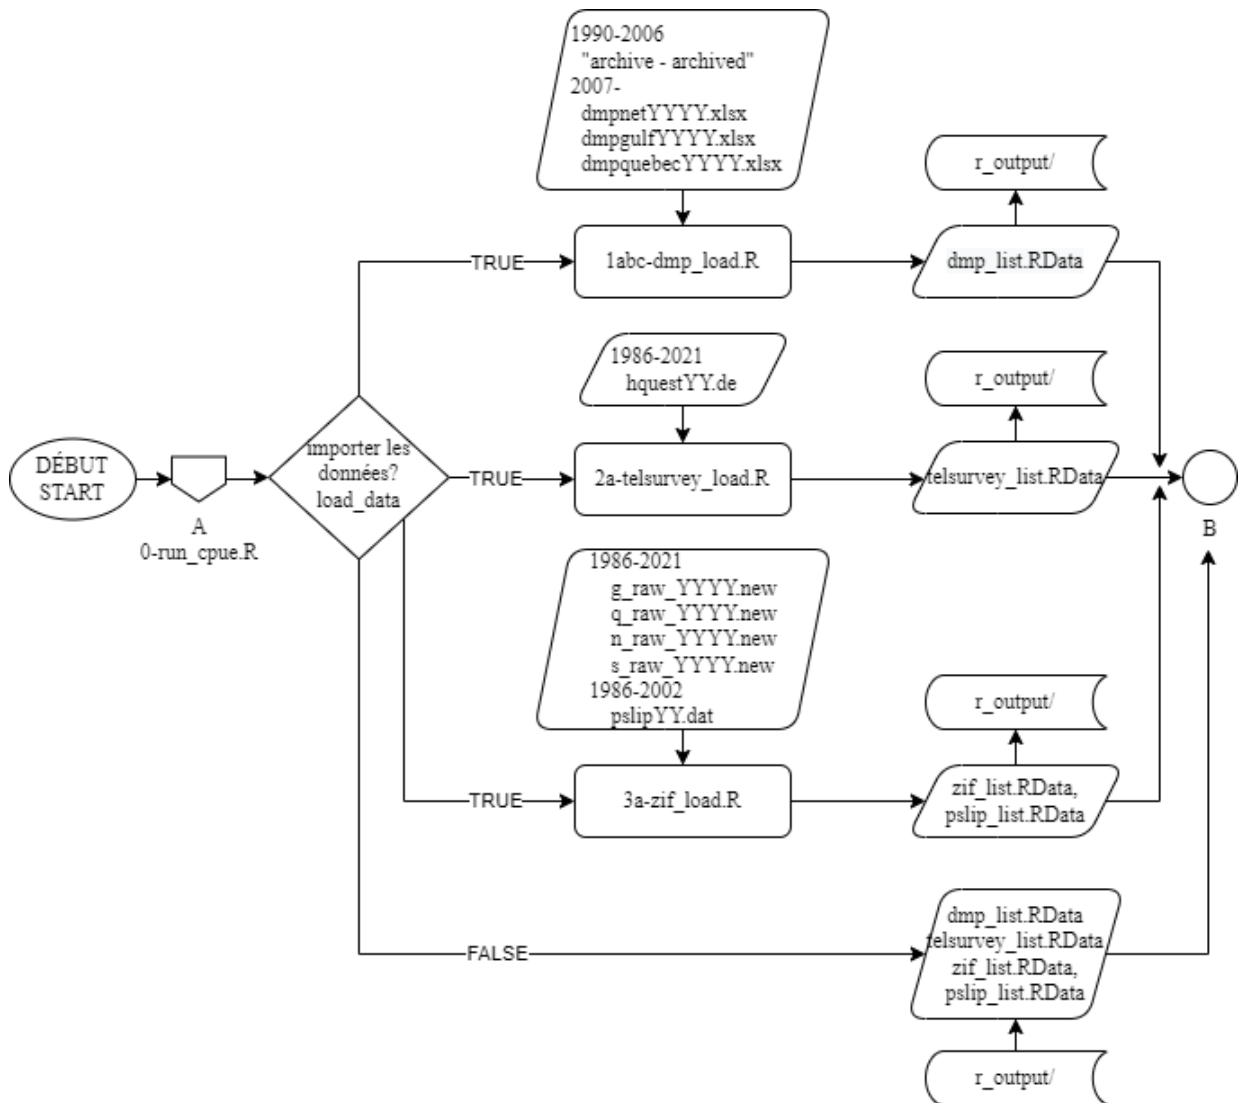 1990-2006
"archive - archived"
2007-
dmpnetYYYY.xlsx
dmpgulfYYYY.xlsx
dmpquebecYYYY.xlsx
r_output/
TRUE
1abc-dmp_load.R
dmp_list.RData
1986-2021
hquestYY.de
r_output/
DÉBUT
START
A
0-run_cpue.R
importer les
données?
load_data
TRUE
2a-telsurvey_load.R
telsurvey_list.RData
B
1986-2021
g_raw_YYYY.new
q_raw_YYYY.new
n_raw_YYYY.new
s_raw_YYYY.new
1986-2002
pslipYY.dat
r_output/
TRUE
3a-zif_load.R
zif_list.RData,
pslip_list.RData
FALSE
dmp_list.RData
telsurvey_list.RData
zif_list.RData,
pslip_list.RData
r_output/